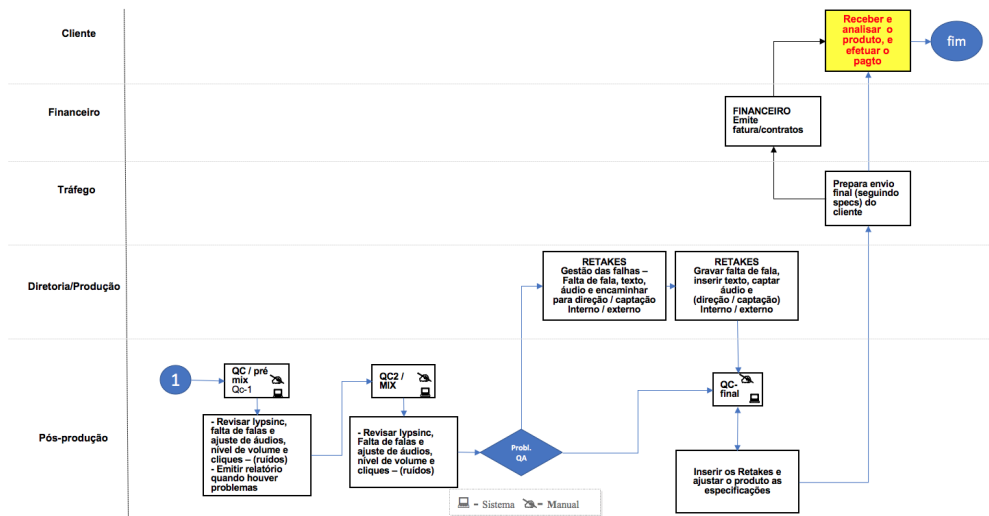 Cliente
Receber e
analisar o
produto, e
efetuar o
pagto
fim
Financeiro
FINANCEIRO
Emite
fatura/contratos
Tráfego
Prepara envio
final (seguindo
specs) do
cliente
Diretoria/Produção
RETAKES
Gestão das falhas –
Falta de fala, texto,
áudio e encaminhar
para direção / captação
Interno / externo
RETAKES
Gravar falta de fala,
inserir texto, captar
áudio e
(direção / captação)
Interno / externo
Pós-produção
1
QC / pré
mix
Qc-1
- Revisar lypsinc,
falta de falas e
ajuste de áudios,
nível de volume e
cliques – (ruídos)
- Emitir relatório
quando houver
problemas
QC2 /
MIX
- Revisar lypsinc,
Falta de falas e
ajuste de áudios,
nível de volume e
cliques – (ruídos)
Probl.
QA
QC-
final
Inserir os Retakes e
ajustar o produto as
especificações
= Sistema = Manual